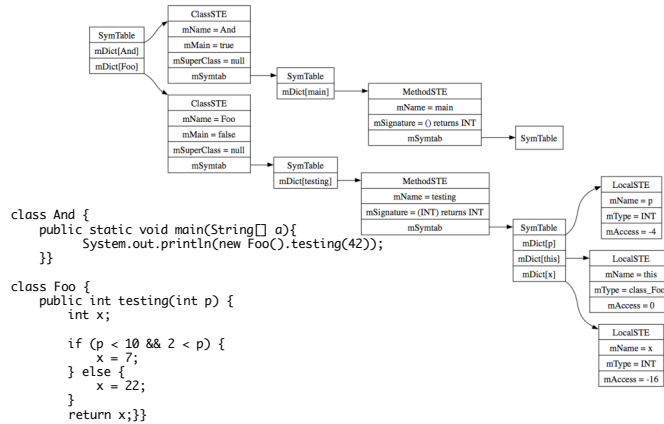 ClassSTE
mName = And
mMain = true
mSuperClass = null
mSymtab
SymTable
mDict[And]
mDict[Foo]
SymTable
mDict[main]
MethodSTE
mName = main
mSignature = () returns INT
mSymtab
SymTable
ClassSTE
mName = Foo
mMain = false
mSuperClass = null
mSymtab
SymTable
mDict[testing]
MethodSTE
mName = testing
mSignature = (INT) returns INT
mSymtab
SymTable
mDict[p]
mDict[this]
mDict[x]
LocalSTE
mName = p
mType = INT
mAccess = -4
LocalSTE
mName = this
mType = class_Foo
mAccess = 0
LocalSTE
mName = x
mType = INT
mAccess = -16
class And {
public static void main(String[] a){
System.out.println(new Foo().testing(42));
}}
class Foo {
public int testing(int p) {
int x;
if (p < 10 && 2 < p) {
x = 7;
} else {
x = 22;
}
return x;}}